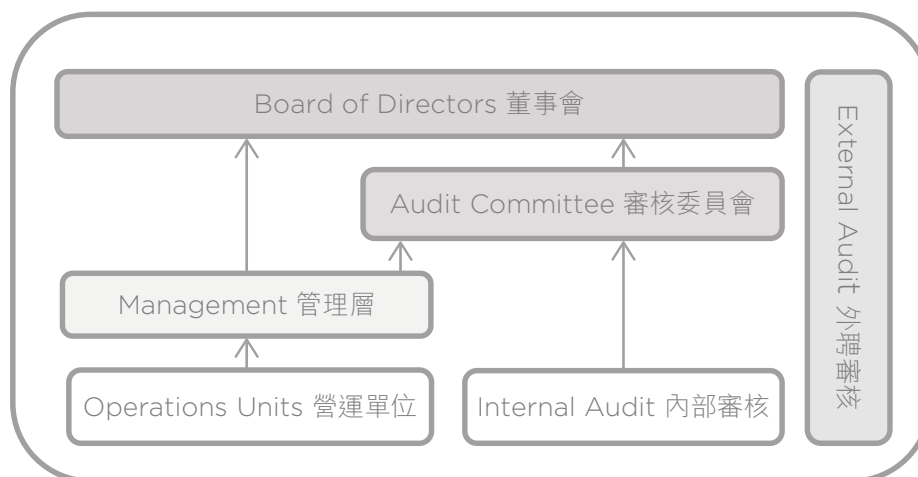 Board of Directors 董事會
Audit Committee 審核委員會
Management 管理層
Operations Units 營運單位
Internal Audit 內部審核
External Audit 外聘審核